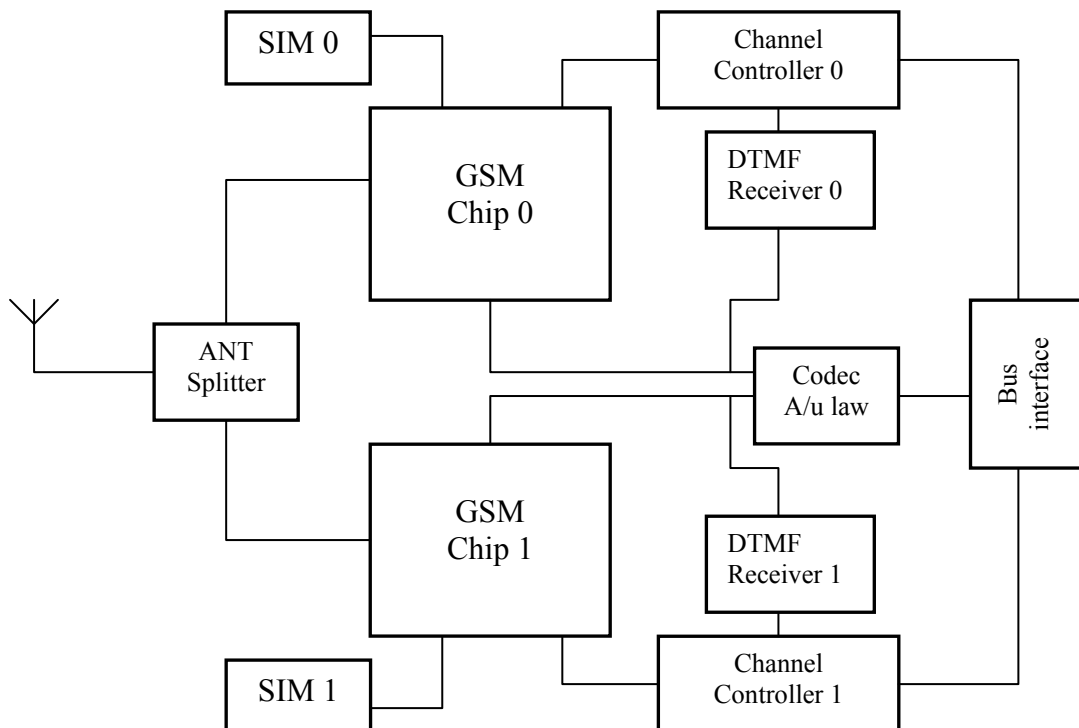 SIM 0
Channel
Controller 0
GSM
Chip 0
DTMF
Receiver 0
ANT
Splitter
Codec
A/u law
Bus
interface
GSM
Chip 1
DTMF
Receiver 1
SIM 1
Channel
Controller 1